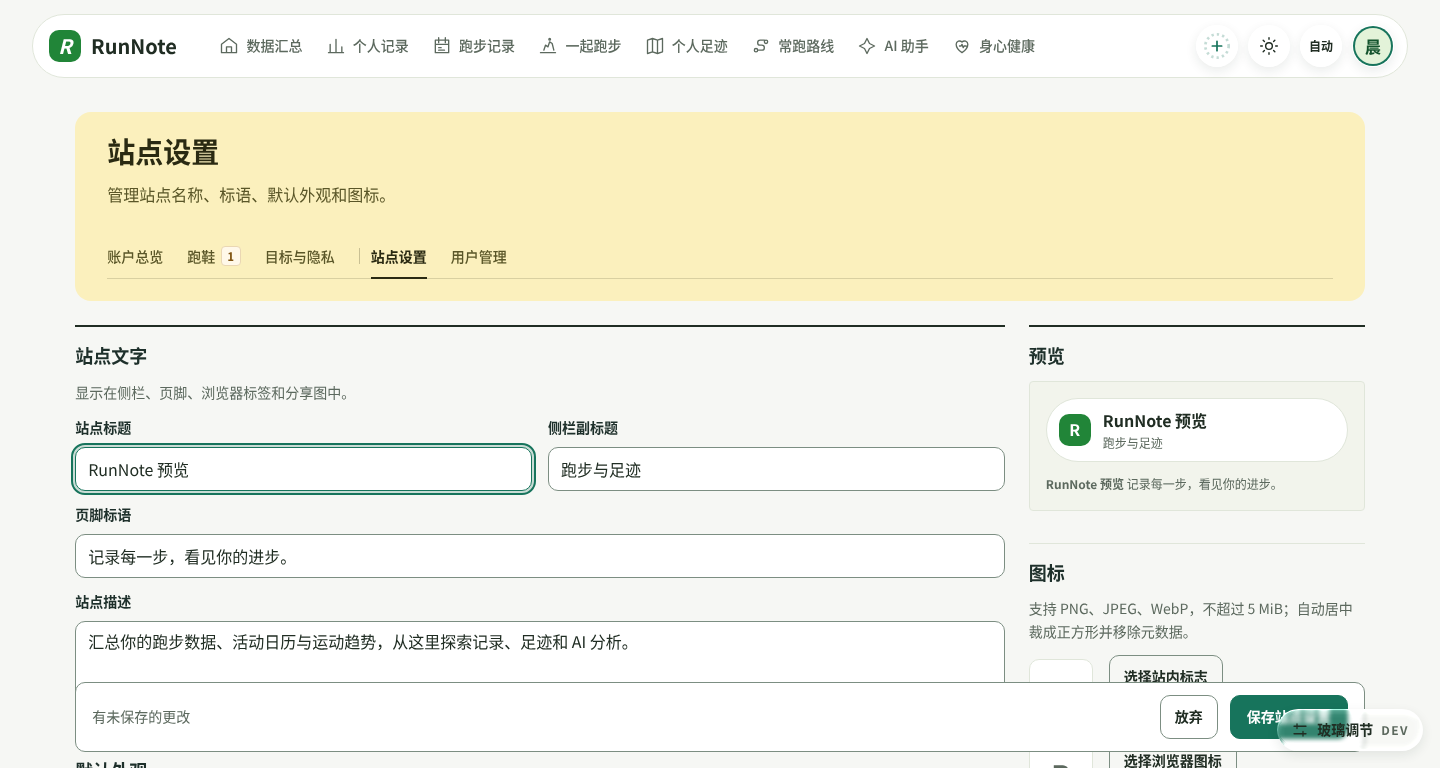 R RunNote 数据汇总 个人记录 跑步记录 一起跑步 个人足迹 常跑路线 AI 助手 身心健康 自动 晨
站点设置
管理站点名称、标语、默认外观和图标。
账户总览 跑鞋 1 目标与隐私 站点设置 用户管理
站点文字
显示在侧栏、页脚、浏览器标签和分享图中。
站点标题 侧栏副标题
RunNote 预览 跑步与足迹
页脚标语
记录每一步，看见你的进步。
站点描述
汇总你的跑步数据、活动日历与运动趋势，从这里探索记录、足迹和 AI 分析。
预览
R RunNote 预览
跑步与足迹
RunNote 预览 记录每一步，看见你的进步。
图标
支持 PNG、JPEG、WebP，不超过 5 MiB；自动居中
裁成正方形并移除元数据。
选择站内标志
有未保存的更改 放弃 保存站
玻璃调节 DEV
选择浏览器图标
默认外观